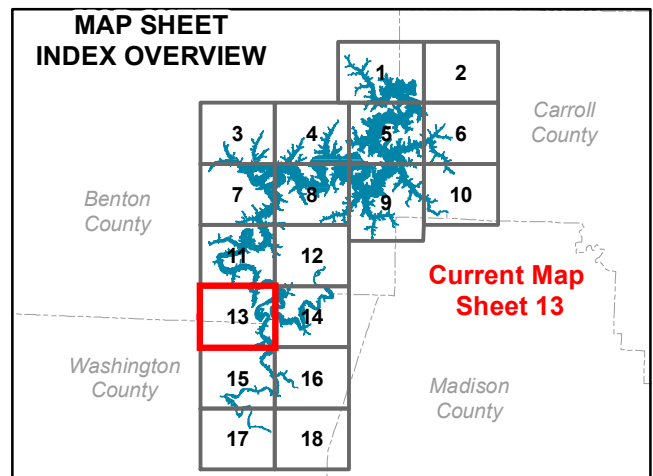 MAP SHEET
INDEX OVERVIEW
1
2
3
4
5
6
Carroll
County
7
8
9
10
Benton
County
11
12
Current Map
Sheet 13
13
14
Washington
County
15
16
Madison
County
17
18